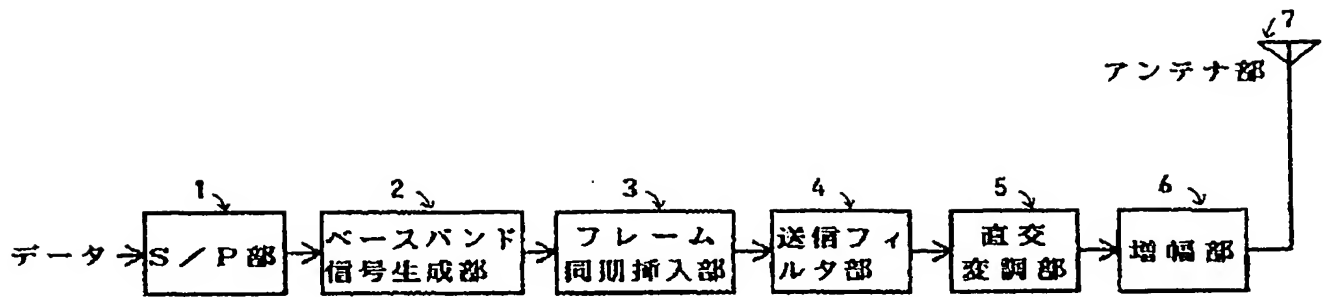 7
アンテナ部
1
2
3
4
5
6
データ
S/P部
ベースバンド
信号生成部
フレーム
同期挿入部
送信フィ
ルタ部
直交
変調部
増幅部